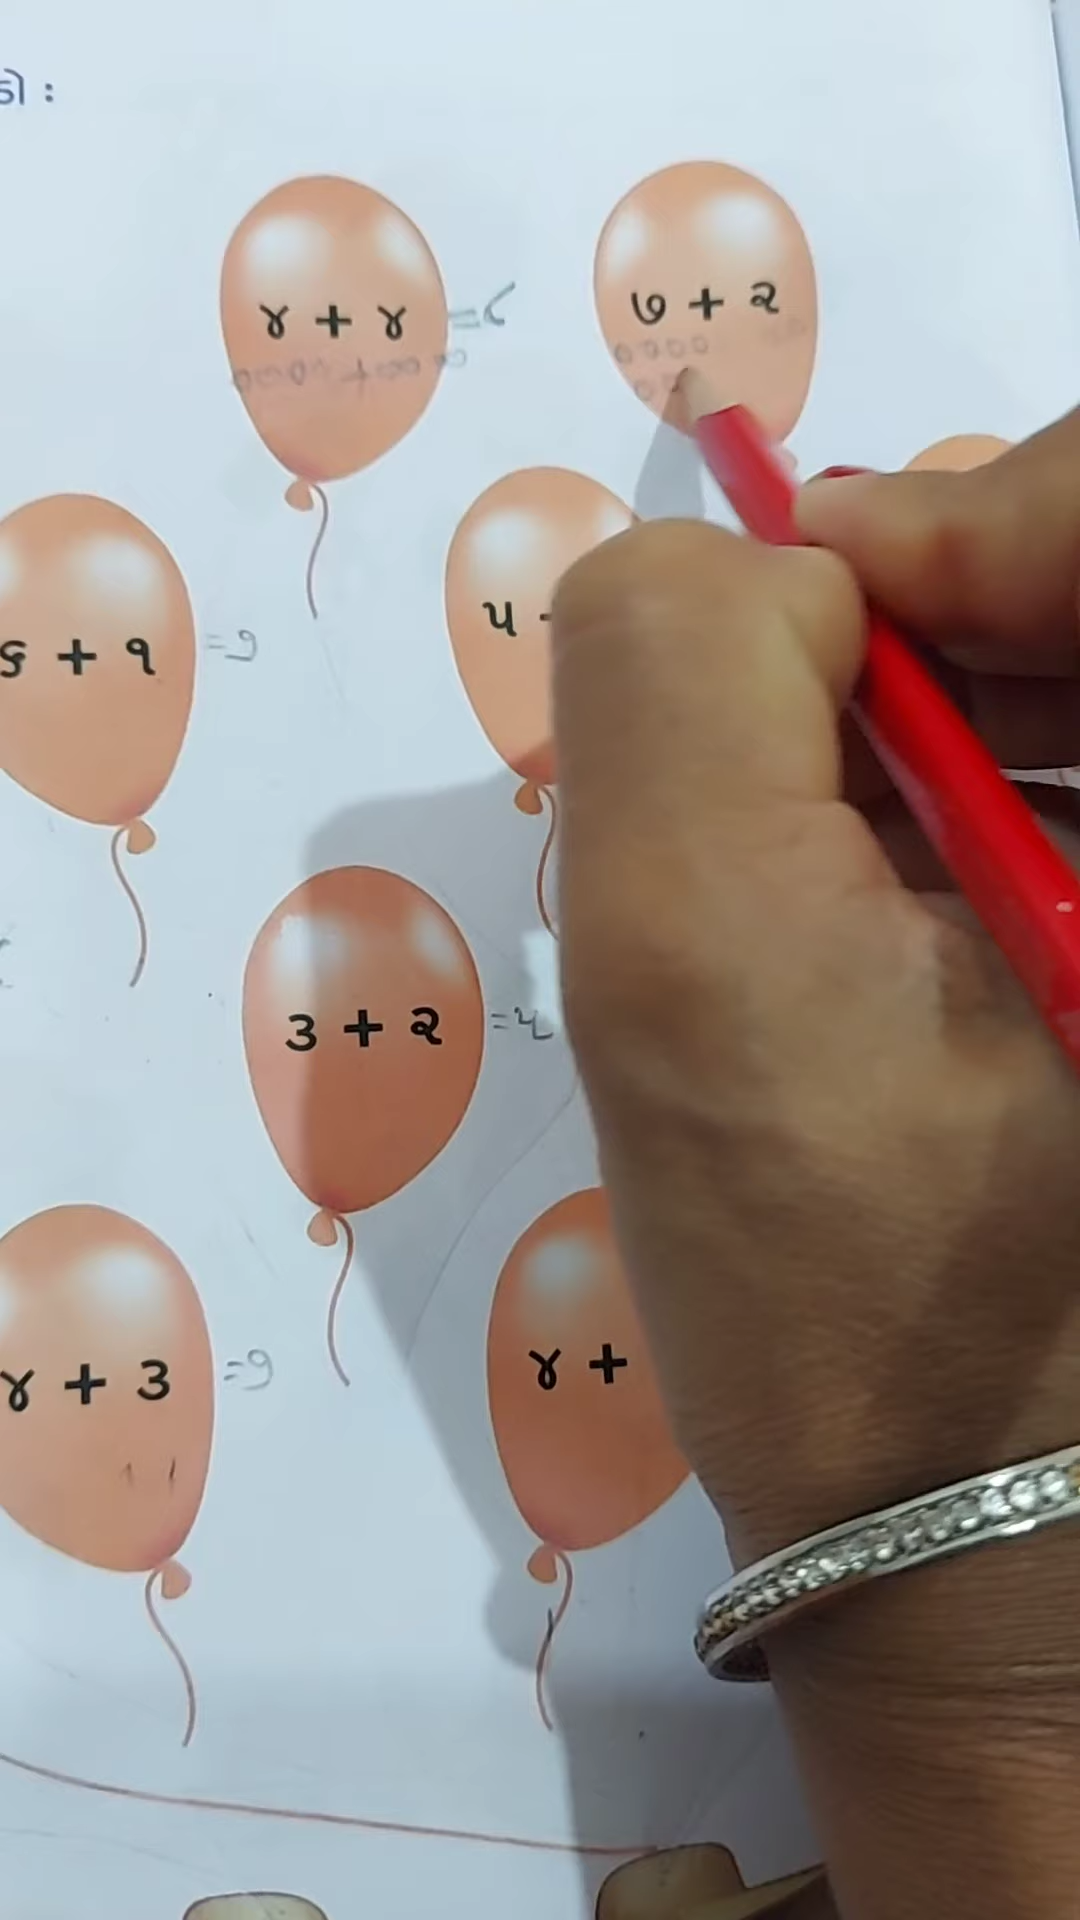 ૪ + ૪ =૮
૭ + ૨
૬ + ૧ =૭
૫
૩ + ૨ =૫
૪ + ૩ =૭
૪ +